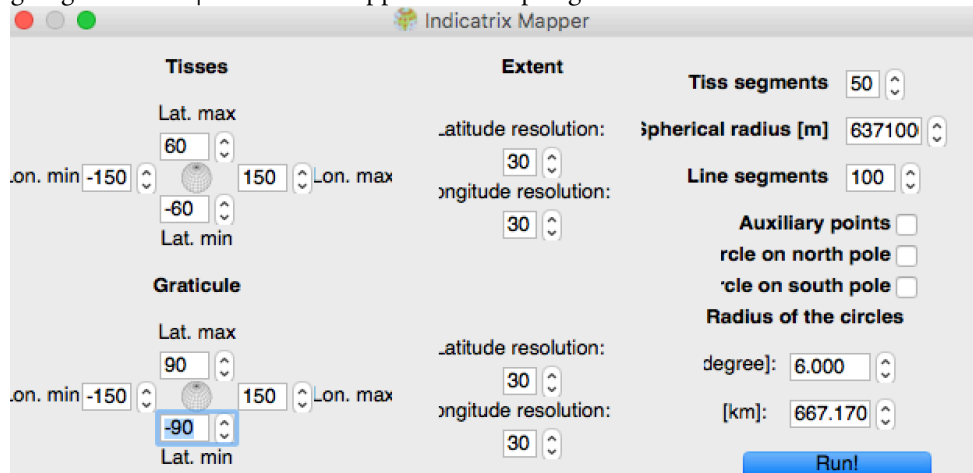 Indicatrix Mapper
Tisses
Lat. max
60
.on. min -150 150 Lon. max
-60
Lat. min
Graticule
Lat. max
90
.on. min -150 150 Lon. max
-90
Lat. min
Extent
.atitude resolution:
30
ongitude resolution:
30
.atitude resolution:
30
ongitude resolution:
30
Tiss segments 50
Spherical radius [m] 637100
Line segments 100
Auxiliary points
rcle on north pole
rcle on south pole
Radius of the circles
degree]: 6.000
[km]: 667.170
Run!